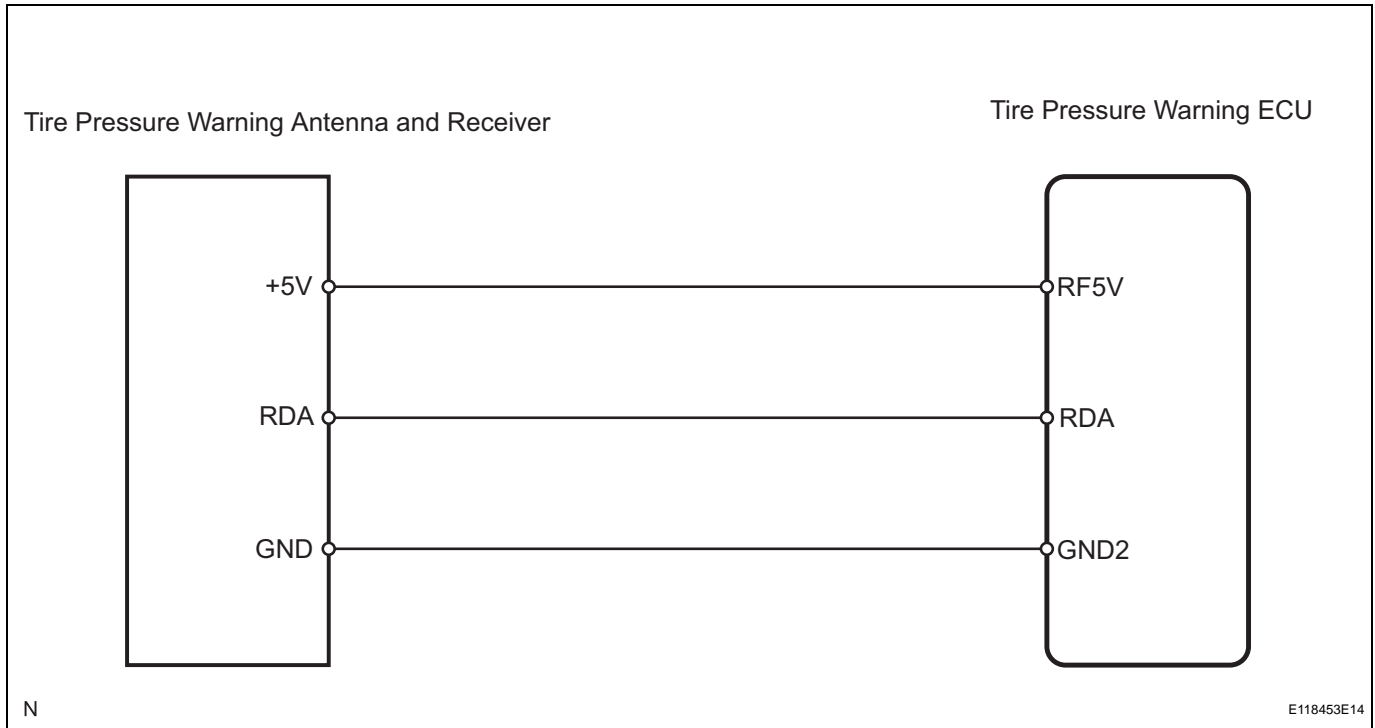 Tire Pressure Warning Antenna and Receiver
Tire Pressure Warning ECU
+5V
RF5V
RDA
RDA
GND
GND2
N
E118453E14